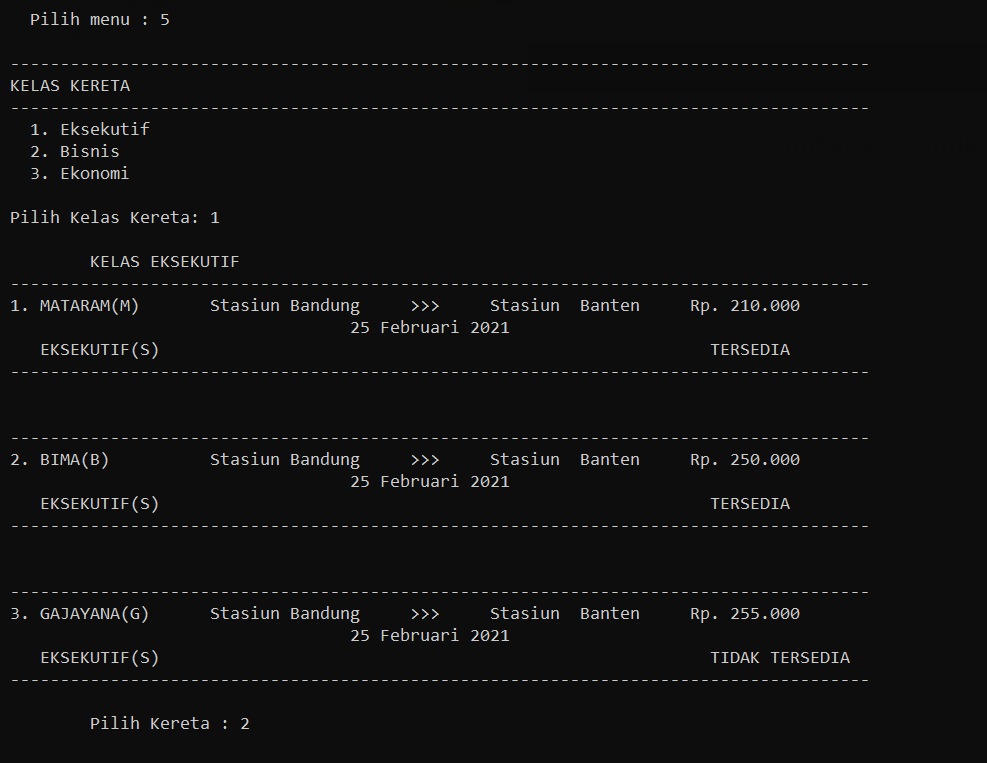 Pilih menu : 5
--------------------------------------------------------------------------------------
KELAS KERETA
--------------------------------------------------------------------------------------
1. Eksekutif
2. Bisnis
3. Ekonomi
Pilih Kelas Kereta: 1
KELAS EKSEKUTIF
--------------------------------------------------------------------------------------
1. MATARAM(M)       Stasiun Bandung     >>>     Stasiun  Banten     Rp. 210.000
25 Februari 2021
EKSEKUTIF(S)                                                       TERSEDIA
--------------------------------------------------------------------------------------
--------------------------------------------------------------------------------------
2. BIMA(B)          Stasiun Bandung     >>>     Stasiun  Banten     Rp. 250.000
25 Februari 2021
EKSEKUTIF(S)                                                       TERSEDIA
--------------------------------------------------------------------------------------
--------------------------------------------------------------------------------------
3. GAJAYANA(G)      Stasiun Bandung     >>>     Stasiun  Banten     Rp. 255.000
25 Februari 2021
EKSEKUTIF(S)                                                       TIDAK TERSEDIA
--------------------------------------------------------------------------------------
Pilih Kereta : 2